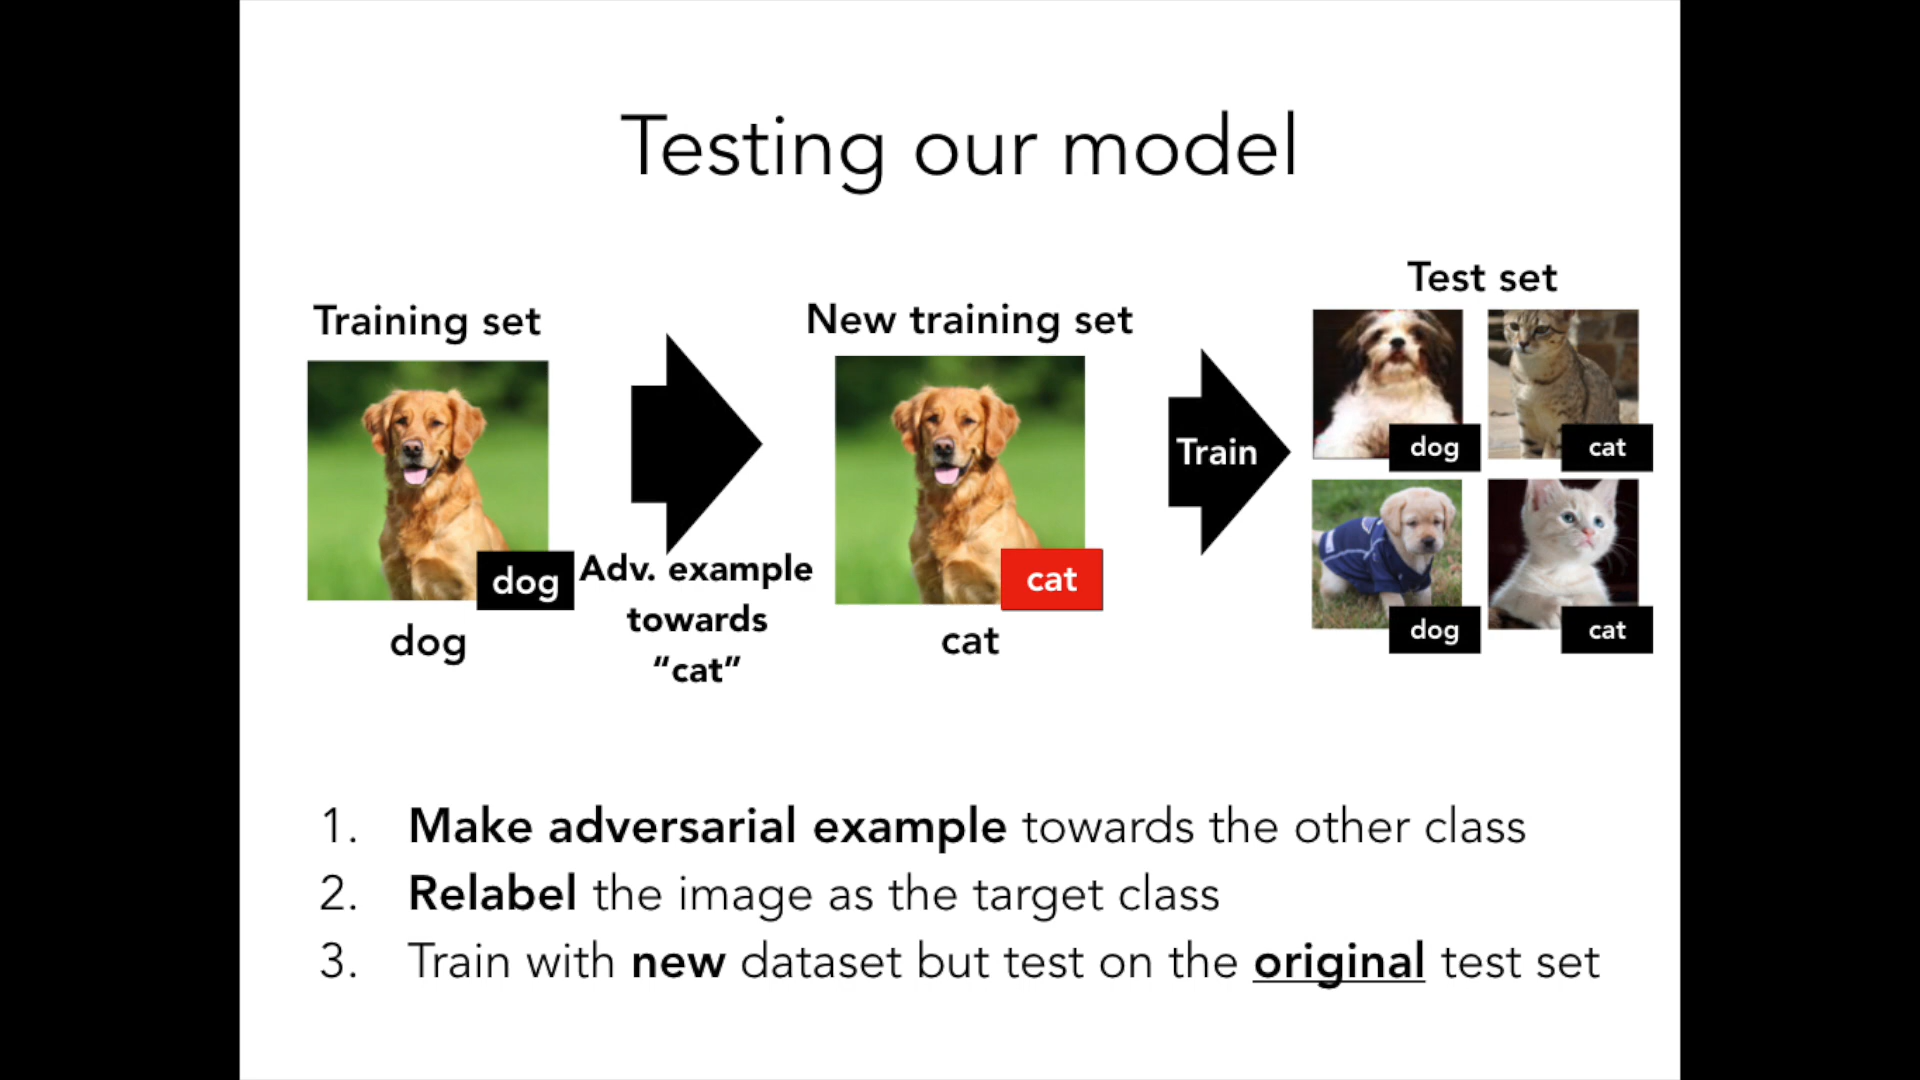 Testing our model
Training set
dog
dog
Adv. example
towards
“cat”
New training set
cat
cat
Train
Test set
dog
cat
dog
cat
1. Make adversarial example towards the other class
2. Relabel the image as the target class
3. Train with new dataset but test on the original test set